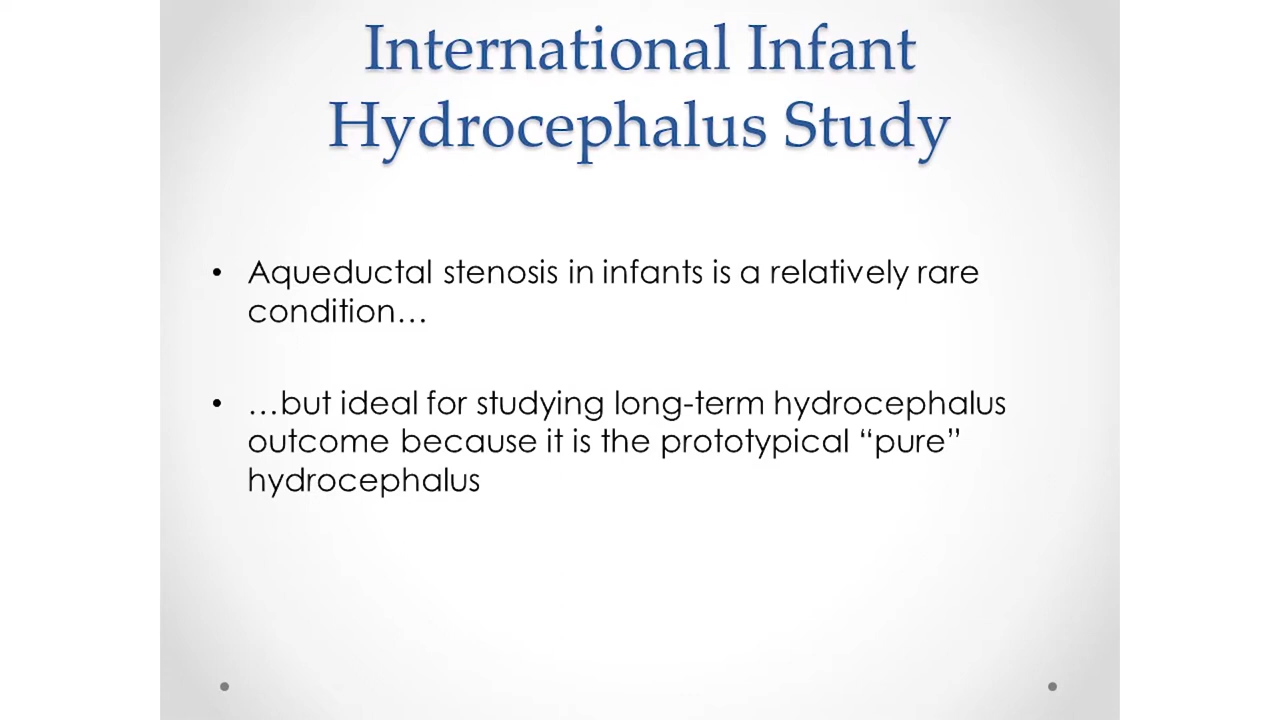 International Infant
Hydrocephalus Study
• Aqueductal stenosis in infants is a relatively rare
condition…
• …but ideal for studying long-term hydrocephalus
outcome because it is the prototypical “pure”
hydrocephalus